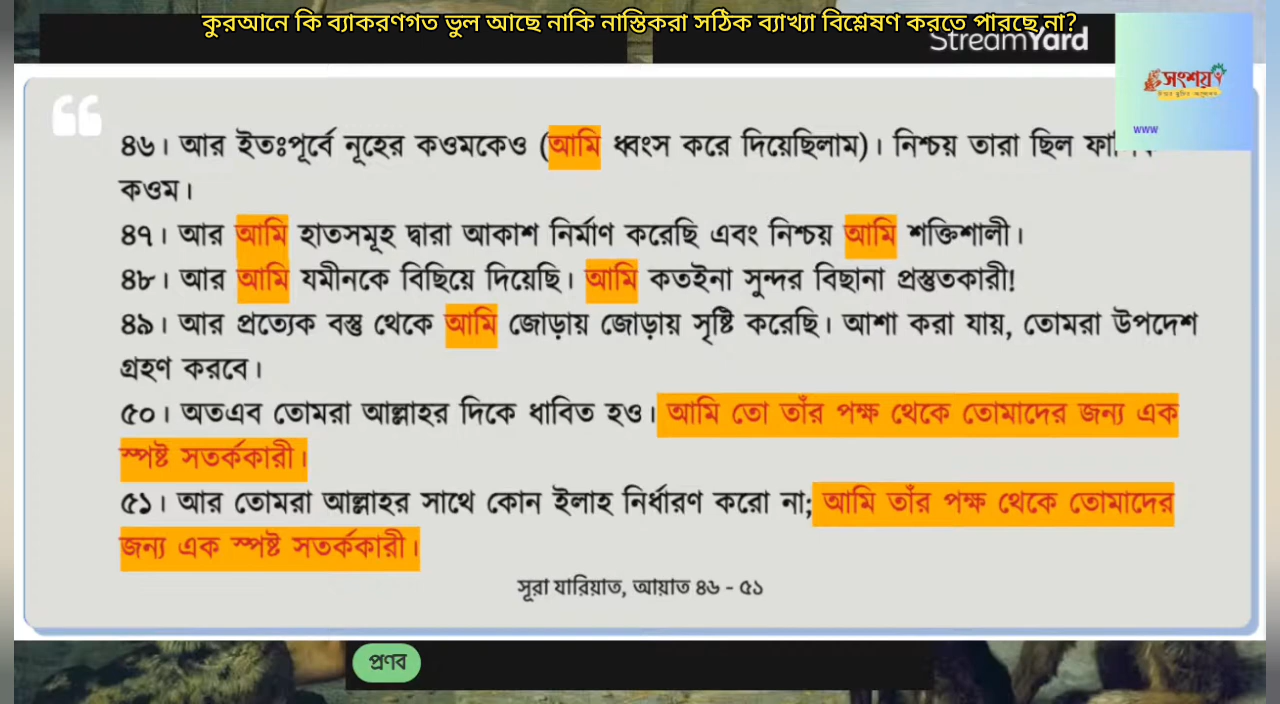 কুরআনে কি ব্যাকরণগত ভুল আছে নাকি নাস্তিকরা সঠিক ব্যাখ্যা বিশ্লেষণ করতে পারছে না?
StreamYard
সংশয়
www
৪৬। আর ইতঃপূর্বে নূহের কওমকেও (আমি ধ্বংস করে দিয়েছিলাম)। নিশ্চয় তারা ছিল
কওম।
৪৭। আর আমি হাতসমূহ দ্বারা আকাশ নির্মাণ করেছি এবং নিশ্চয় আমি শক্তিশালী।
৪৮। আর আমি যমীনকে বিছিয়ে দিয়েছি। আমি কতইনা সুন্দর বিছানা প্রস্তুতকারী!
৪৯। আর প্রত্যেক বস্তু থেকে আমি জোড়ায় জোড়ায় সৃষ্টি করেছি। আশা করা যায়, তোমরা উপদেশ
গ্রহণ করবে।
৫০। অতএব তোমরা আল্লাহর দিকে ধাবিত হও। আমি তো তাঁর পক্ষ থেকে তোমাদের জন্য এক
স্পষ্ট সতর্ককারী।
৫১। আর তোমরা আল্লাহর সাথে কোন ইলাহ নির্ধারণ করো না; আমি তাঁর পক্ষ থেকে তোমাদের
জন্য এক স্পষ্ট সতর্ককারী।
সূরা যারিয়াত, আয়াত ৪৬ - ৫১
প্রণব